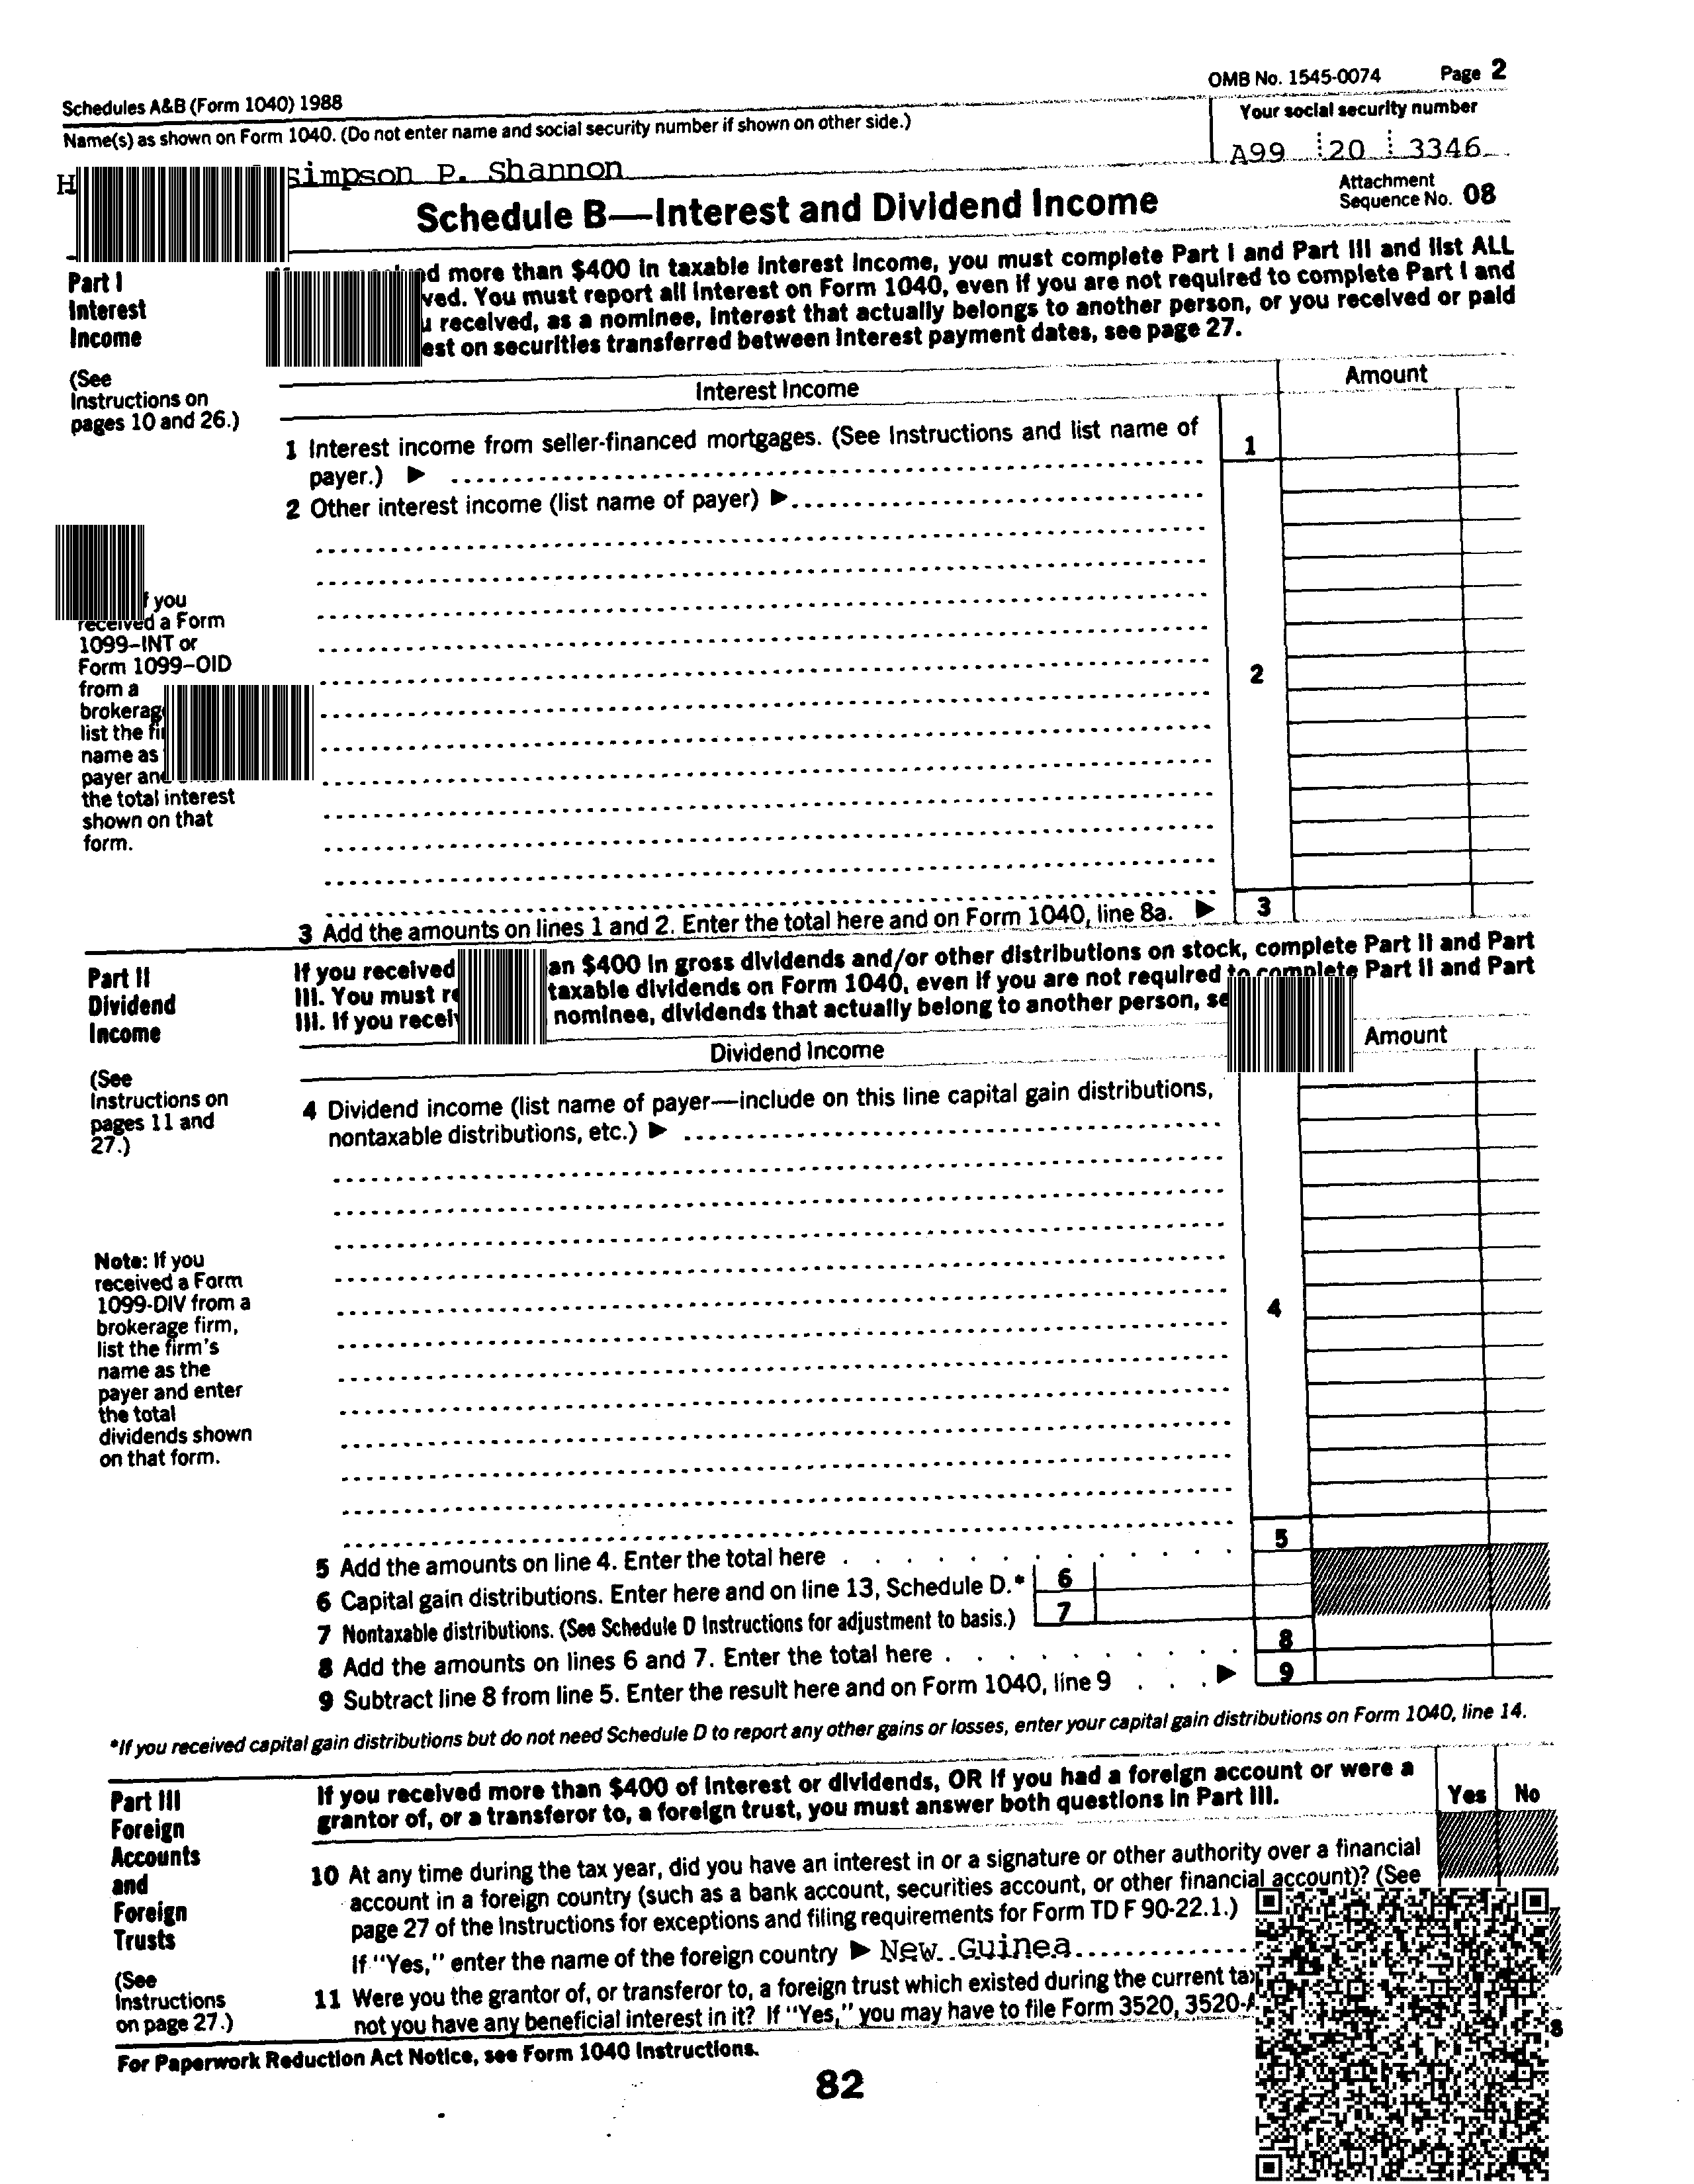 Schedules A&B (Form 1040) 1988
OMB No. 1545-0074
Page 2
Name(s) as shown on Form 1040. (Do not enter name and social security number if shown on other side.)
Your social security number
Simpson P. Shannon
A99 20 3346
Schedule B—Interest and Dividend Income
Attachment
Sequence No. 08
Part I
Interest
Income
(See
Instructions on
pages 10 and 26.)
more than $400 in taxable interest income, you must complete Part I and Part III and list ALL
You must report all interest on Form 1040, even if you are not required to complete Part I and
received, as a nominee, interest that actually belongs to another person, or you received or paid
on securities transferred between interest payment dates, see page 27.
Interest Income
Amount
1 Interest income from seller-financed mortgages. (See Instructions and list name of
payer.) ▶
1
2 Other interest income (list name of payer) ▶
you
received a Form
1099–INT or
Form 1099–OID
from a
list the
name as
payer
the total interest
shown on that
form.
2
3 Add the amounts on lines 1 and 2. Enter the total here and on Form 1040, line 8a. ▶
3
Part II
Dividend
Income
(See
Instructions on
pages 11 and
27.)
If you received $400 in gross dividends and/or other distributions on stock, complete Part II and Part
III. You must taxable dividends on Form 1040, even if you are not required to complete Part II and Part
III. If you nominee, dividends that actually belong to another person,
Dividend Income
Amount
4 Dividend income (list name of payer—include on this line capital gain distributions,
nontaxable distributions, etc.) ▶
Note: If you
received a Form
1099-DIV from a
brokerage firm,
list the firm's
name as the
payer and enter
the total
dividends shown
on that form.
4
5 Add the amounts on line 4. Enter the total here
5
6 Capital gain distributions. Enter here and on line 13, Schedule D.*
6
7 Nontaxable distributions. (See Schedule D Instructions for adjustment to basis.)
7
8 Add the amounts on lines 6 and 7. Enter the total here
8
9 Subtract line 8 from line 5. Enter the result here and on Form 1040, line 9 ▶
9
*If you received capital gain distributions but do not need Schedule D to report any other gains or losses, enter your capital gain distributions on Form 1040, line 14.
Part III
Foreign
Accounts
and
Foreign
Trusts
(See
Instructions
on page 27.)
If you received more than $400 of interest or dividends, OR if you had a foreign account or were a
grantor of, or a transferor to, a foreign trust, you must answer both questions in Part III.
Yes No
10 At any time during the tax year, did you have an interest in or a signature or other authority over a financial
account in a foreign country (such as a bank account, securities account, or other financial account)? (See
page 27 of the Instructions for exceptions and filing requirements for Form TD F 90-22.1.)
If "Yes," enter the name of the foreign country ▶ New Guinea
11 Were you the grantor of, or transferor to, a foreign trust which existed during the current
not you have any beneficial interest in it? If "Yes," you may have to file Form 3520,
8
For Paperwork Reduction Act Notice, see Form 1040 Instructions.
82